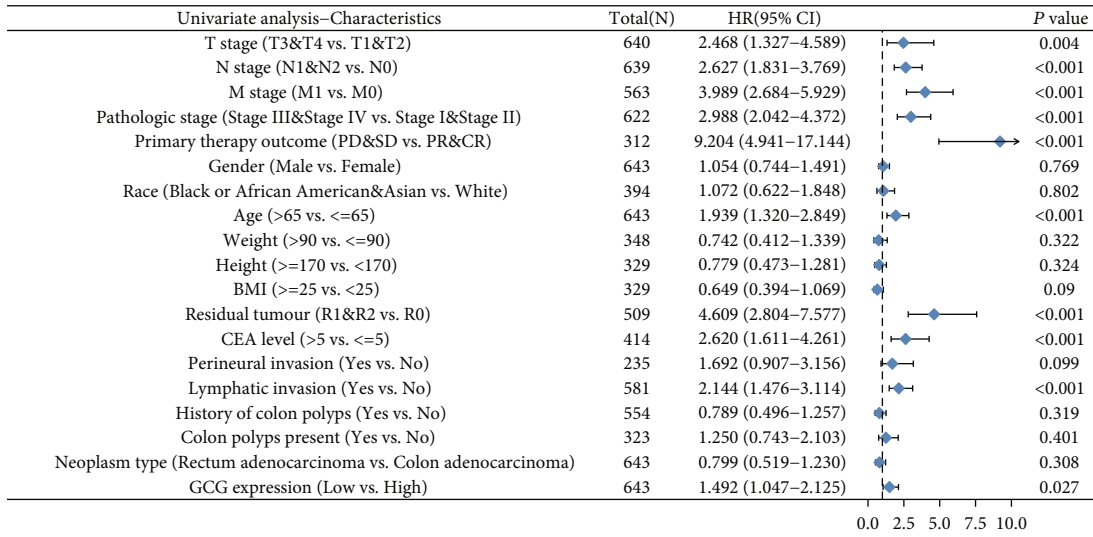 Univariate analysis−Characteristics Total(N) HR(95% CI) P value
T stage (T3&T4 vs. T1&T2) 640 2.468 (1.327−4.589) 0.004
N stage (N1&N2 vs. N0) 639 2.627 (1.831−3.769) <0.001
M stage (M1 vs. M0) 563 3.989 (2.684−5.929) <0.001
Pathologic stage (Stage III&Stage IV vs. Stage I&Stage II) 622 2.988 (2.042−4.372) <0.001
Primary therapy outcome (PD&SD vs. PR&CR) 312 9.204 (4.941−17.144) <0.001
Gender (Male vs. Female) 643 1.054 (0.744−1.491) 0.769
Race (Black or African American&Asian vs. White) 394 1.072 (0.622−1.848) 0.802
Age (>65 vs. <=65) 643 1.939 (1.320−2.849) <0.001
Weight (>90 vs. <=90) 348 0.742 (0.412−1.339) 0.322
Height (>=170 vs. <170) 329 0.779 (0.473−1.281) 0.324
BMI (>=25 vs. <25) 329 0.649 (0.394−1.069) 0.09
Residual tumour (R1&R2 vs. R0) 509 4.609 (2.804−7.577) <0.001
CEA level (>5 vs. <=5) 414 2.620 (1.611−4.261) <0.001
Perineural invasion (Yes vs. No) 235 1.692 (0.907−3.156) 0.099
Lymphatic invasion (Yes vs. No) 581 2.144 (1.476−3.114) <0.001
History of colon polyps (Yes vs. No) 554 0.789 (0.496−1.257) 0.319
Colon polyps present (Yes vs. No) 323 1.250 (0.743−2.103) 0.401
Neoplasm type (Rectum adenocarcinoma vs. Colon adenocarcinoma) 643 0.799 (0.519−1.230) 0.308
GCG expression (Low vs. High) 643 1.492 (1.047−2.125) 0.027
0.0 2.5 5.0 7.5 10.0